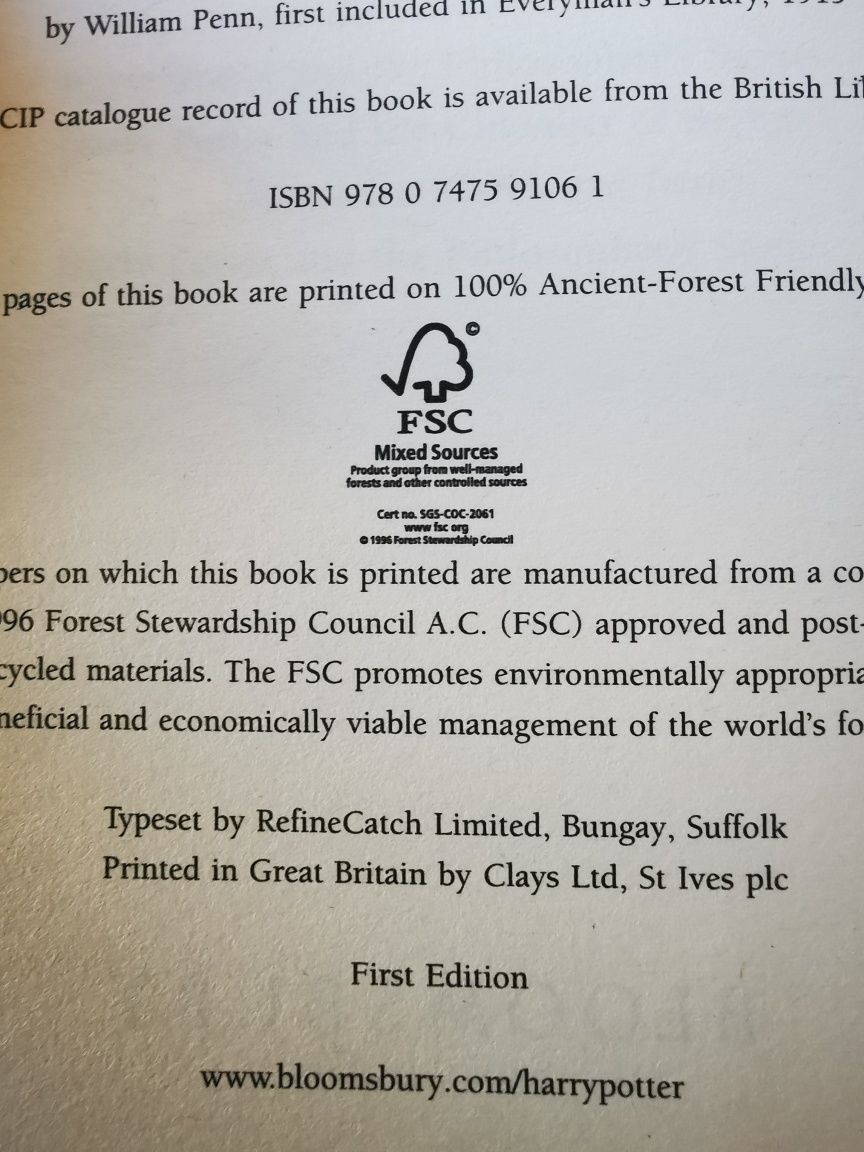 by William Penn, first included in Everyman's Library,
CIP catalogue record of this book is available from the British Li
ISBN 978 0 7475 9106 1
pages of this book are printed on 100% Ancient-Forest Friendly
©
FSC
Mixed Sources
Product group from well-managed
forests and other controlled sources
Cert no. SGS-COC-2061
www fsc org
© 1996 Forest Stewardship Council
pers on which this book is printed are manufactured from a co
96 Forest Stewardship Council A.C. (FSC) approved and post-
cycled materials. The FSC promotes environmentally appropria
neficial and economically viable management of the world's fo
Typeset by RefineCatch Limited, Bungay, Suffolk
Printed in Great Britain by Clays Ltd, St Ives plc
First Edition
www.bloomsbury.com/harrypotter